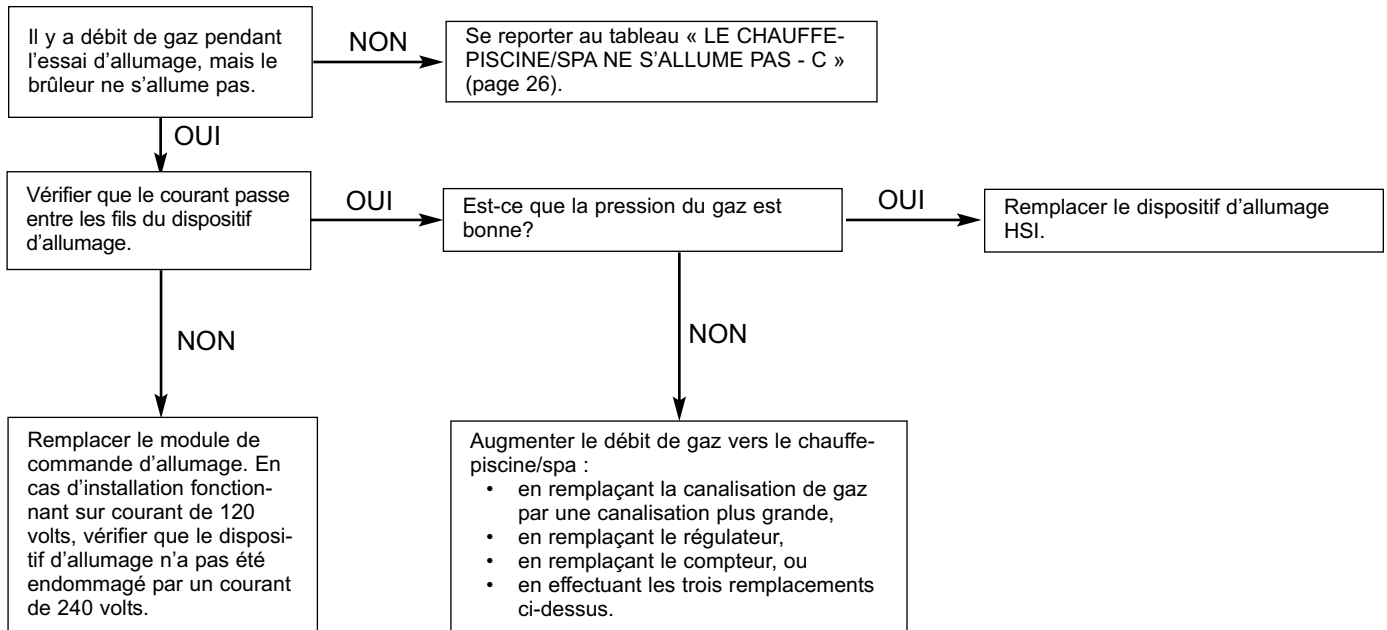 Il y a débit de gaz pendant
l'essai d'allumage, mais le
brûleur ne s'allume pas.
NON
Se reporter au tableau « LE CHAUFFE-
PISCINE/SPA NE S'ALLUME PAS - C »
(page 26).
OUI
Vérifier que le courant passe
entre les fils du dispositif
d'allumage.
OUI
Est-ce que la pression du gaz est
bonne?
OUI
Remplacer le dispositif d'allumage
HSI.
NON
NON
Remplacer le module de
commande d'allumage. En
cas d'installation fonction-
nant sur courant de 120
volts, vérifier que le disposi-
tif d'allumage n'a pas été
endommagé par un courant
de 240 volts.
Augmenter le débit de gaz vers le chauffe-
piscine/spa :
• en remplaçant la canalisation de gaz
par une canalisation plus grande,
• en remplaçant le régulateur,
• en remplaçant le compteur, ou
• en effectuant les trois remplacements
ci-dessus.